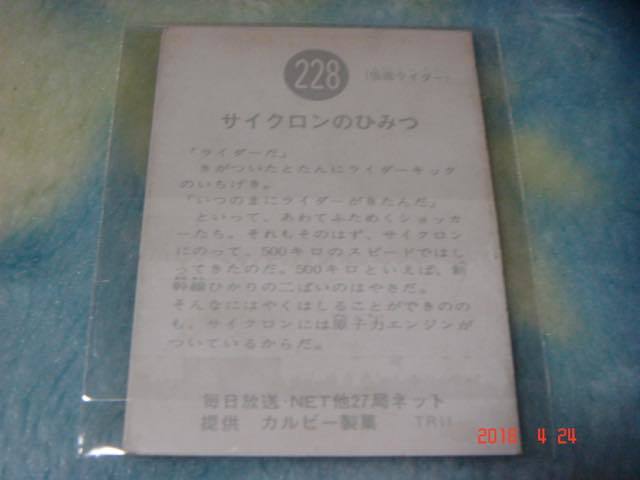 228
(仮面ライダー)
サイクロンのひみつ
「ライダーだ」
きがついたとたんにライダーキック
のいちげき。
「いつのまにライダーがきたんだ」
といって、あわてふためくショッカ
ーたち。それもそのはず、サイクロン
にのって、500キロのスピードではし
ってきたのだ。500キロといえば、新
幹線ひかりの二ばいのはやさだ。
そんなにはやくはしることができるの
も、サイクロンには原子力エンジンが
ついているからだ。
毎日放送・NET他27局ネット
提供 カルビー製菓 TR11
2018 4 24